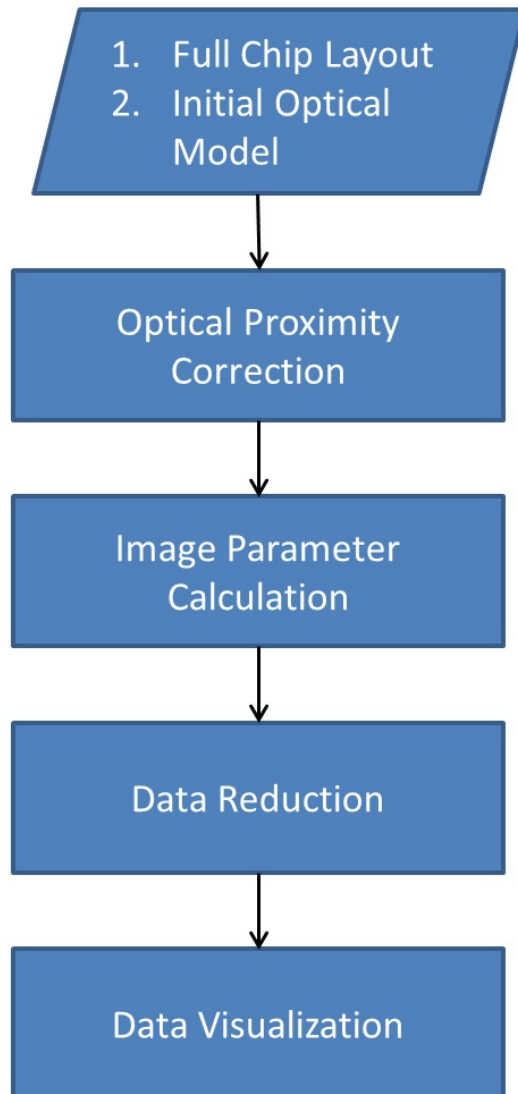 1. Full Chip Layout
2. Initial Optical
Model
Optical Proximity
Correction
Image Parameter
Calculation
Data Reduction
Data Visualization